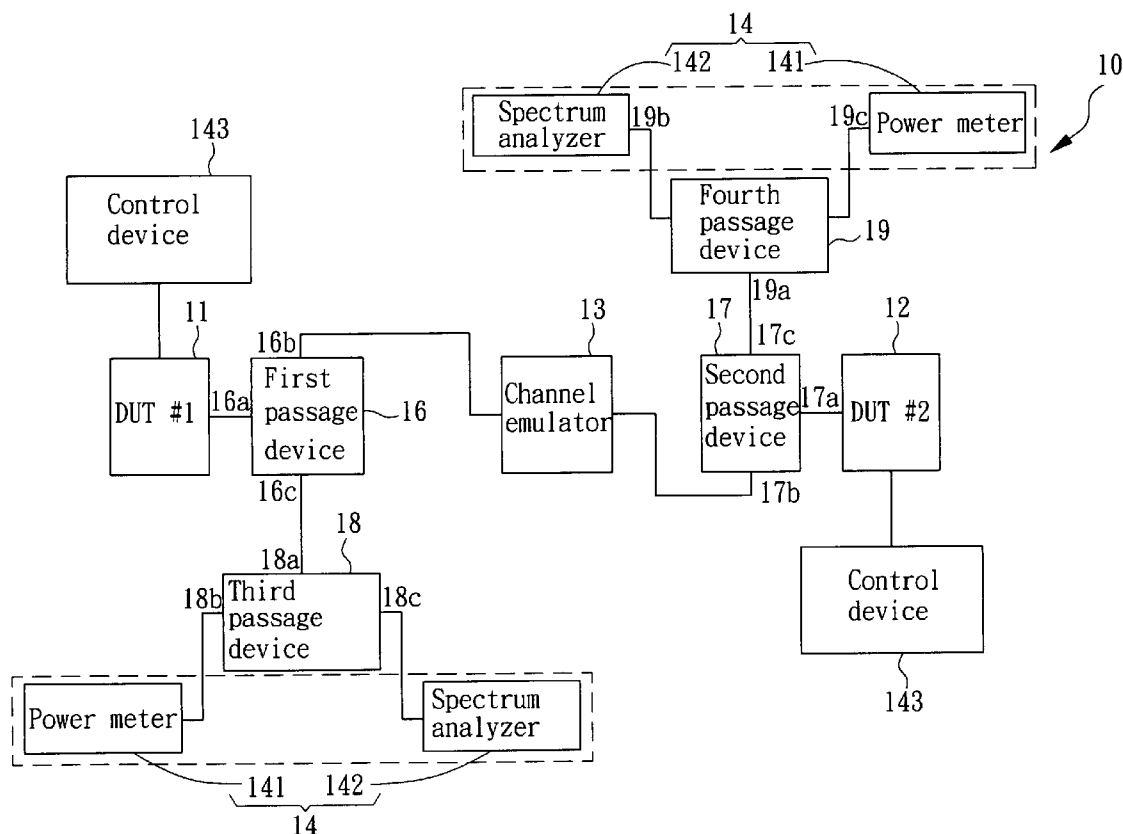 14
142 141
10
Spectrum
analyzer
19b
19c
Power meter
143
Control
device
Fourth
passage
device
19
19a
11
13
17
17c
12
16b
DUT #1
16a
First
passage
device
16
Channel
emulator
Second
passage
device
17a
DUT #2
16c
17b
18
18a
18b
Third
passage
device
18c
Control
device
143
Power meter
Spectrum
analyzer
141 142
14